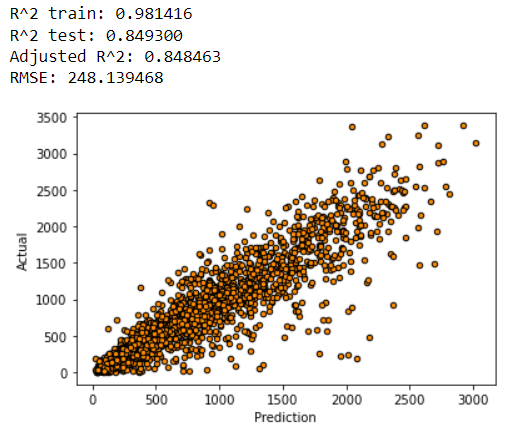 R^2 train: 0.981416
R^2 test: 0.849300
Adjusted R^2: 0.848463
RMSE: 248.139468
3500
3000
2500
2000
1500
1000
500
0
Actual
0 500 1000 1500 2000 2500 3000
Prediction